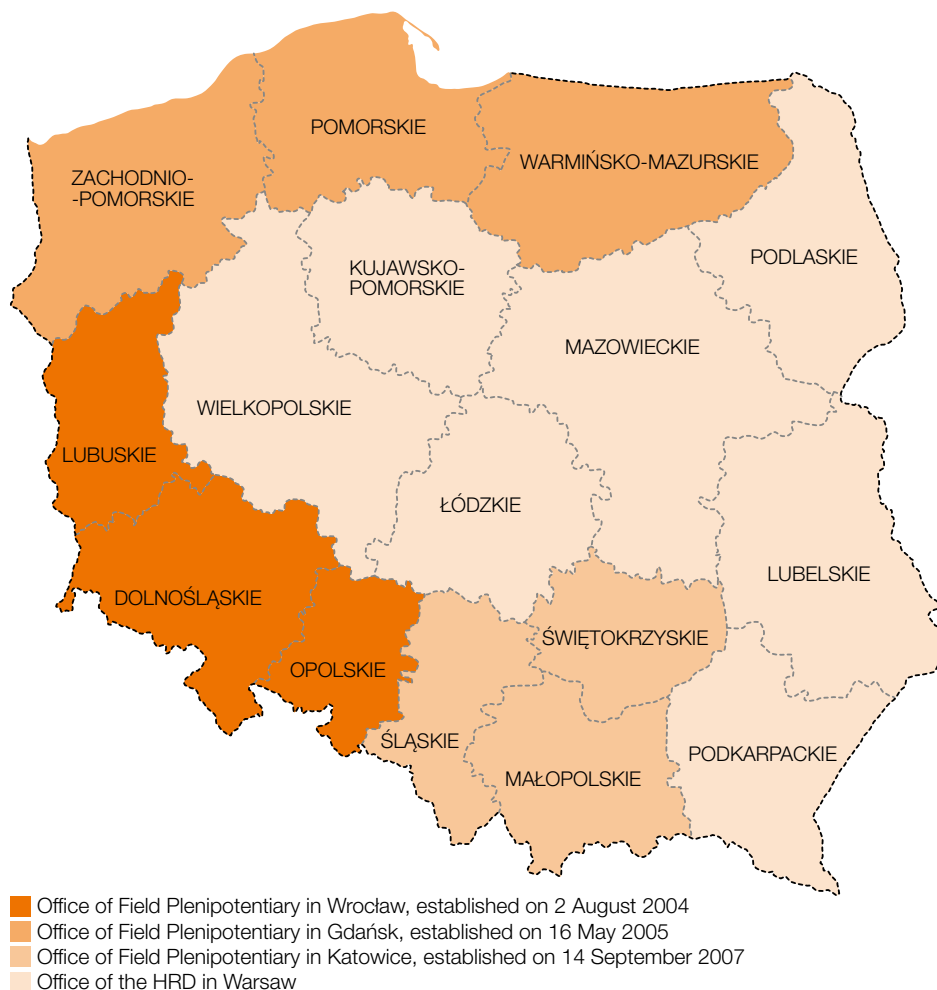 POMORSKIE
WARMIŃSKO-MAZURSKIE
ZACHODNIO-
-POMORSKIE
PODLASKIE
KUJAWSKO-
POMORSKIE
MAZOWIECKIE
WIELKOPOLSKIE
LUBUSKIE
ŁÓDZKIE
LUBELSKIE
DOLNOŚLĄSKIE
ŚWIĘTOKRZYSKIE
OPOLSKIE
ŚLĄSKIE
PODKARPACKIE
MAŁOPOLSKIE
Office of Field Plenipotentiary in Wrocław, established on 2 August 2004
Office of Field Plenipotentiary in Gdańsk, established on 16 May 2005
Office of Field Plenipotentiary in Katowice, established on 14 September 2007
Office of the HRD in Warsaw